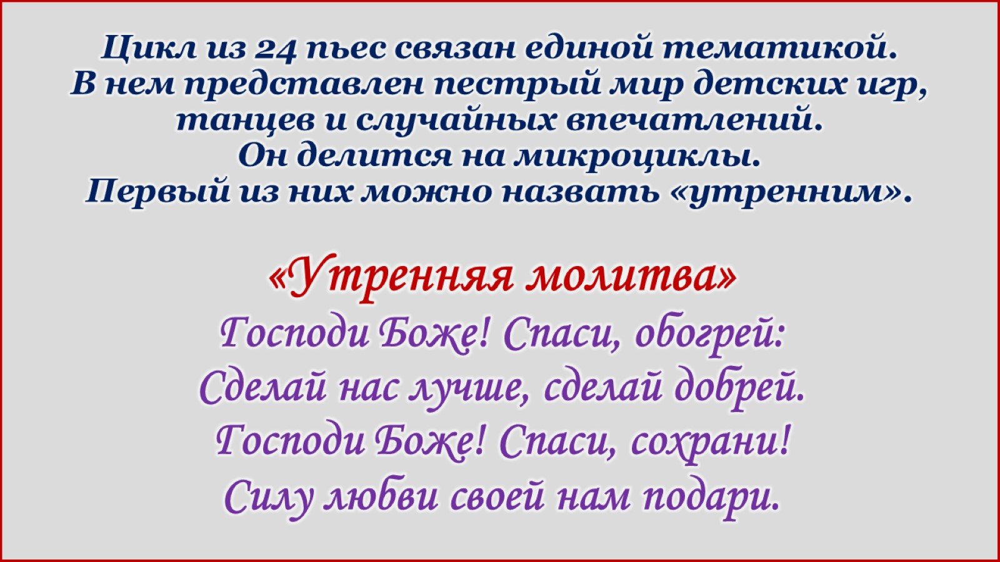 Цикл из 24 пьес связан единой тематикой.
В нем представлен пестрый мир детских игр,
танцев и случайных впечатлений.
Он делится на микроциклы.
Первый из них можно назвать «утренним».
«Утренняя молитва»
Господи Боже! Спаси, обогрей:
Сделай нас лучше, сделай добрей.
Господи Боже! Спаси, сохрани!
Силу любви своей нам подари.